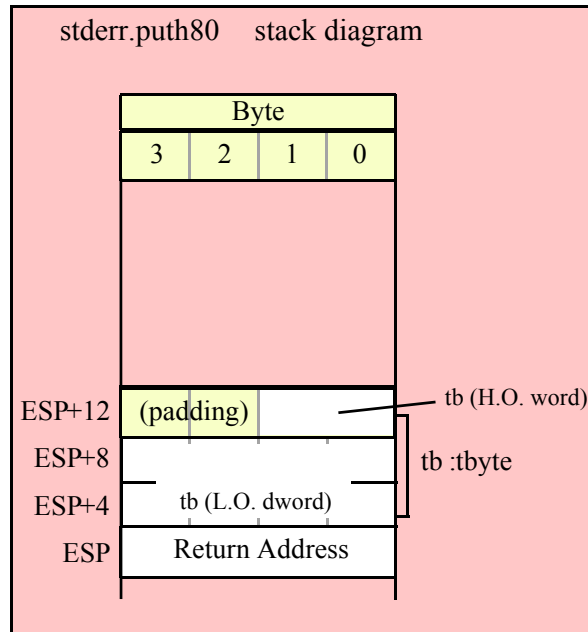 stderr.puth80 stack diagram
Byte
3 2 1 0
ESP+12 (padding) tb (H.O. word)
ESP+8 tb :tbyte
ESP+4 tb (L.O. dword)
ESP Return Address